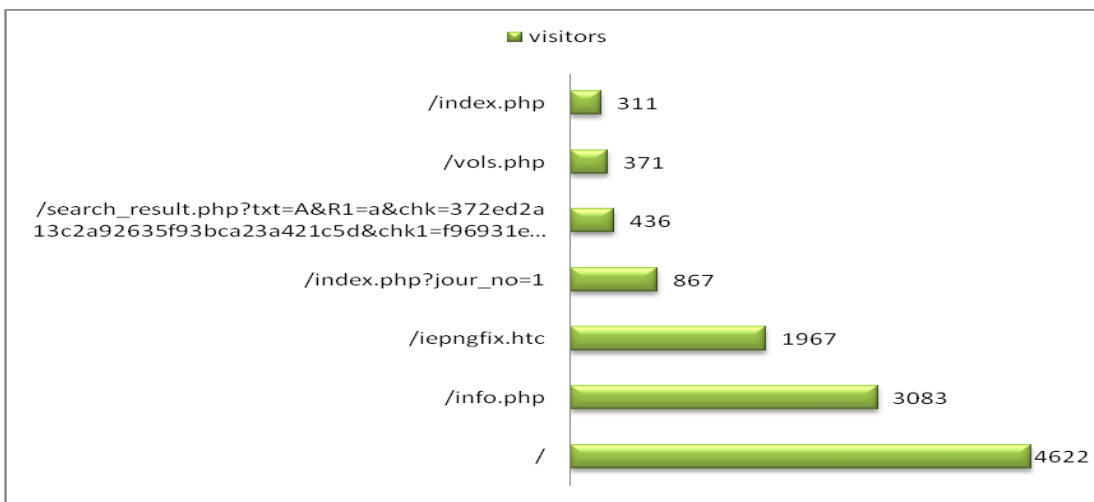 visitors
/index.php 311
/vols.php 371
/search_result.php?txt=A&R1=a&chk=372ed2a
13c2a92635f93bca23a421c5d&chk1=f96931e... 436
/index.php?jour_no=1 867
/iepngfix.htc 1967
/info.php 3083
/ 4622